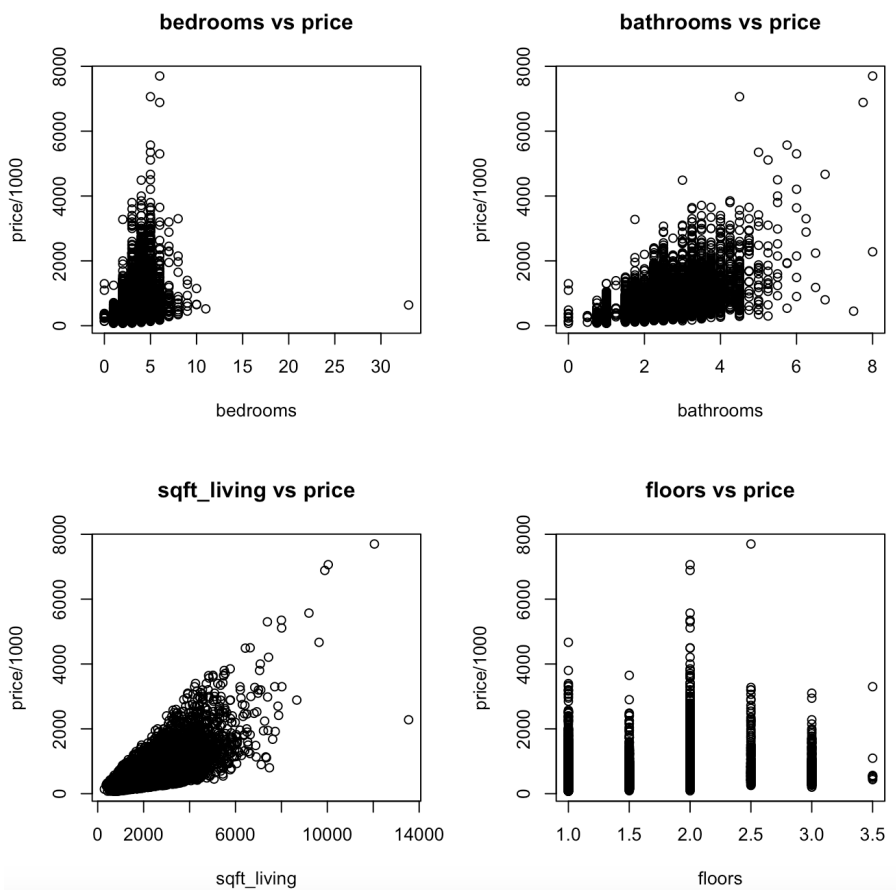 bedrooms vs price
price/1000
0 2000 4000 6000 8000
0 5 10 15 20 25 30
bedrooms
bathrooms vs price
price/1000
0 2000 4000 6000 8000
0 2 4 6 8
bathrooms
sqft_living vs price
price/1000
0 2000 4000 6000 8000
0 2000 6000 10000 14000
sqft_living
floors vs price
price/1000
0 2000 4000 6000 8000
1.0 1.5 2.0 2.5 3.0 3.5
floors